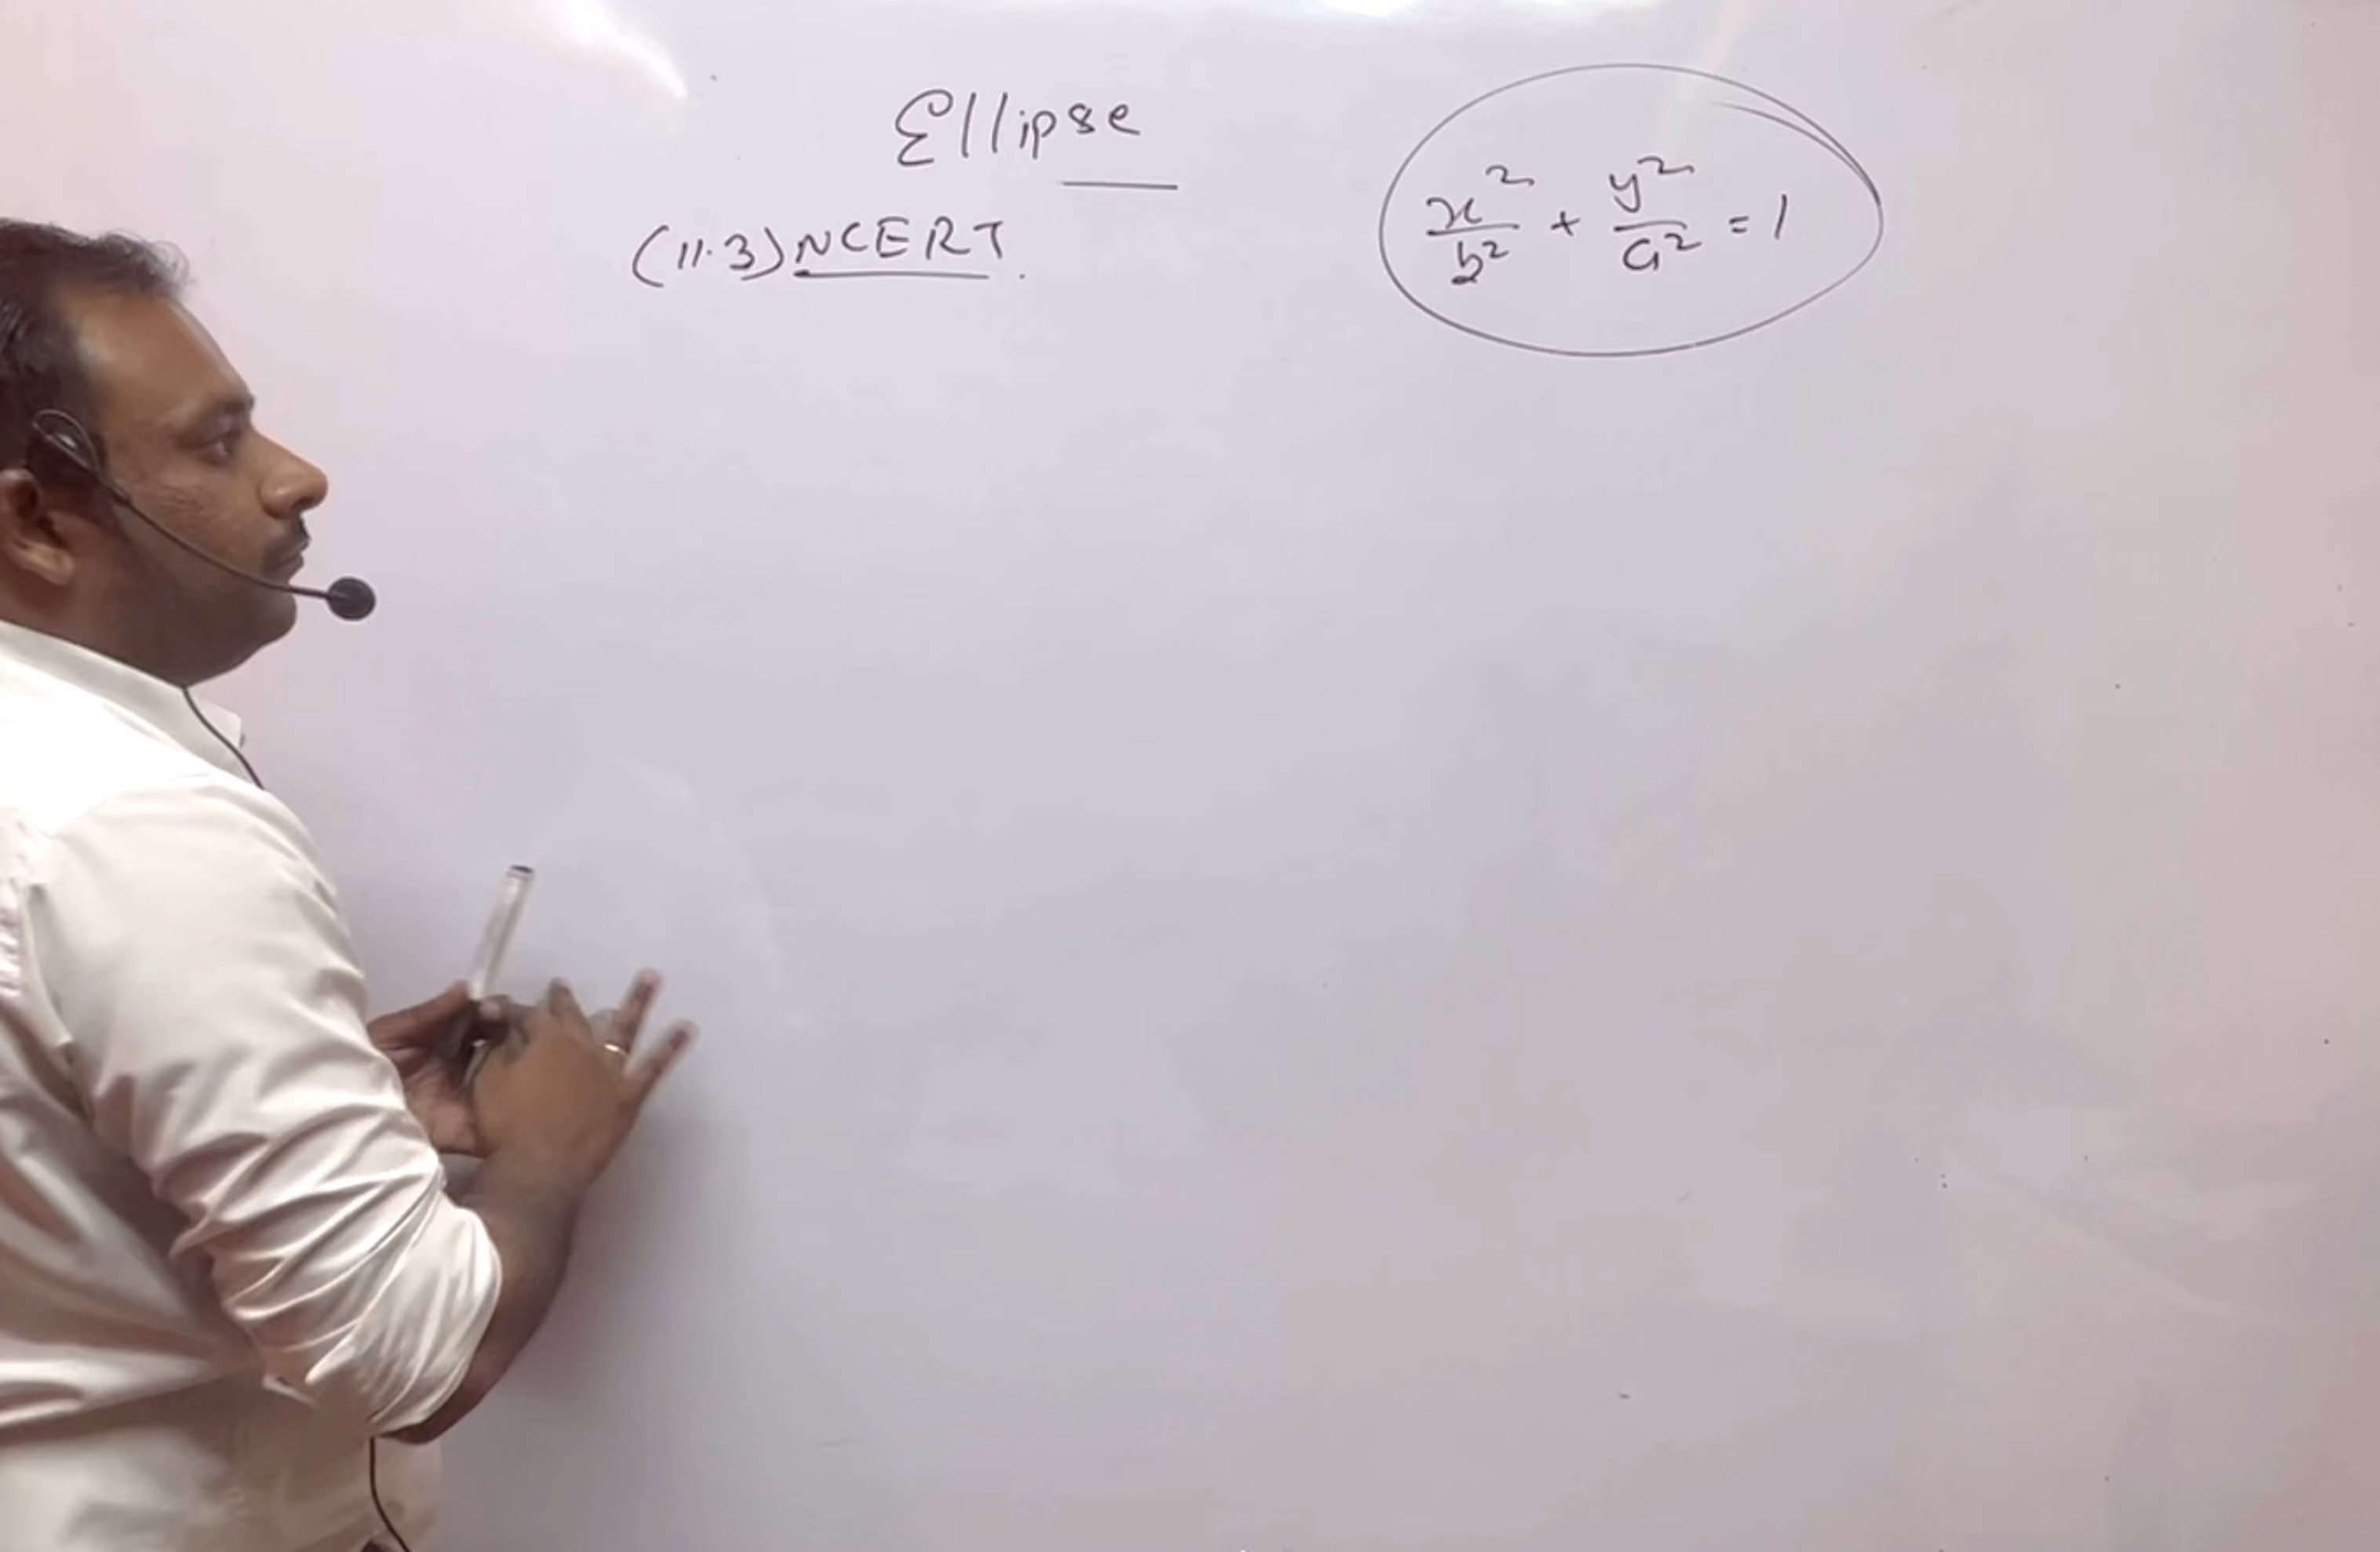 Ellipse
(11.3) NCERT.
x²/b² + y²/a² = 1